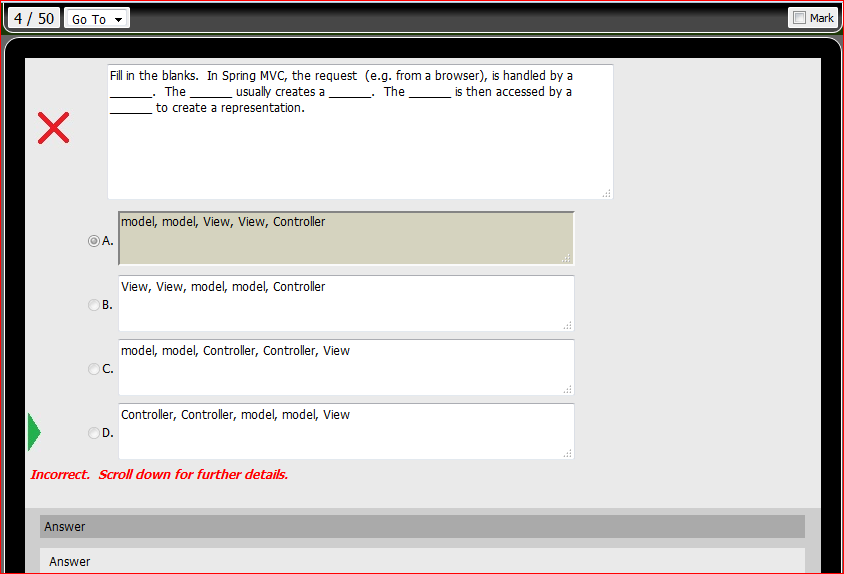 4 / 50 Go To Mark
Fill in the blanks.  In Spring MVC, the request  (e.g. from a browser), is handled by a
_______.  The _______ usually creates a _______.  The _______ is then accessed by a
_______ to create a representation.
A. model, model, View, View, Controller
B. View, View, model, model, Controller
C. model, model, Controller, Controller, View
D. Controller, Controller, model, model, View
Incorrect.  Scroll down for further details.
Answer
Answer